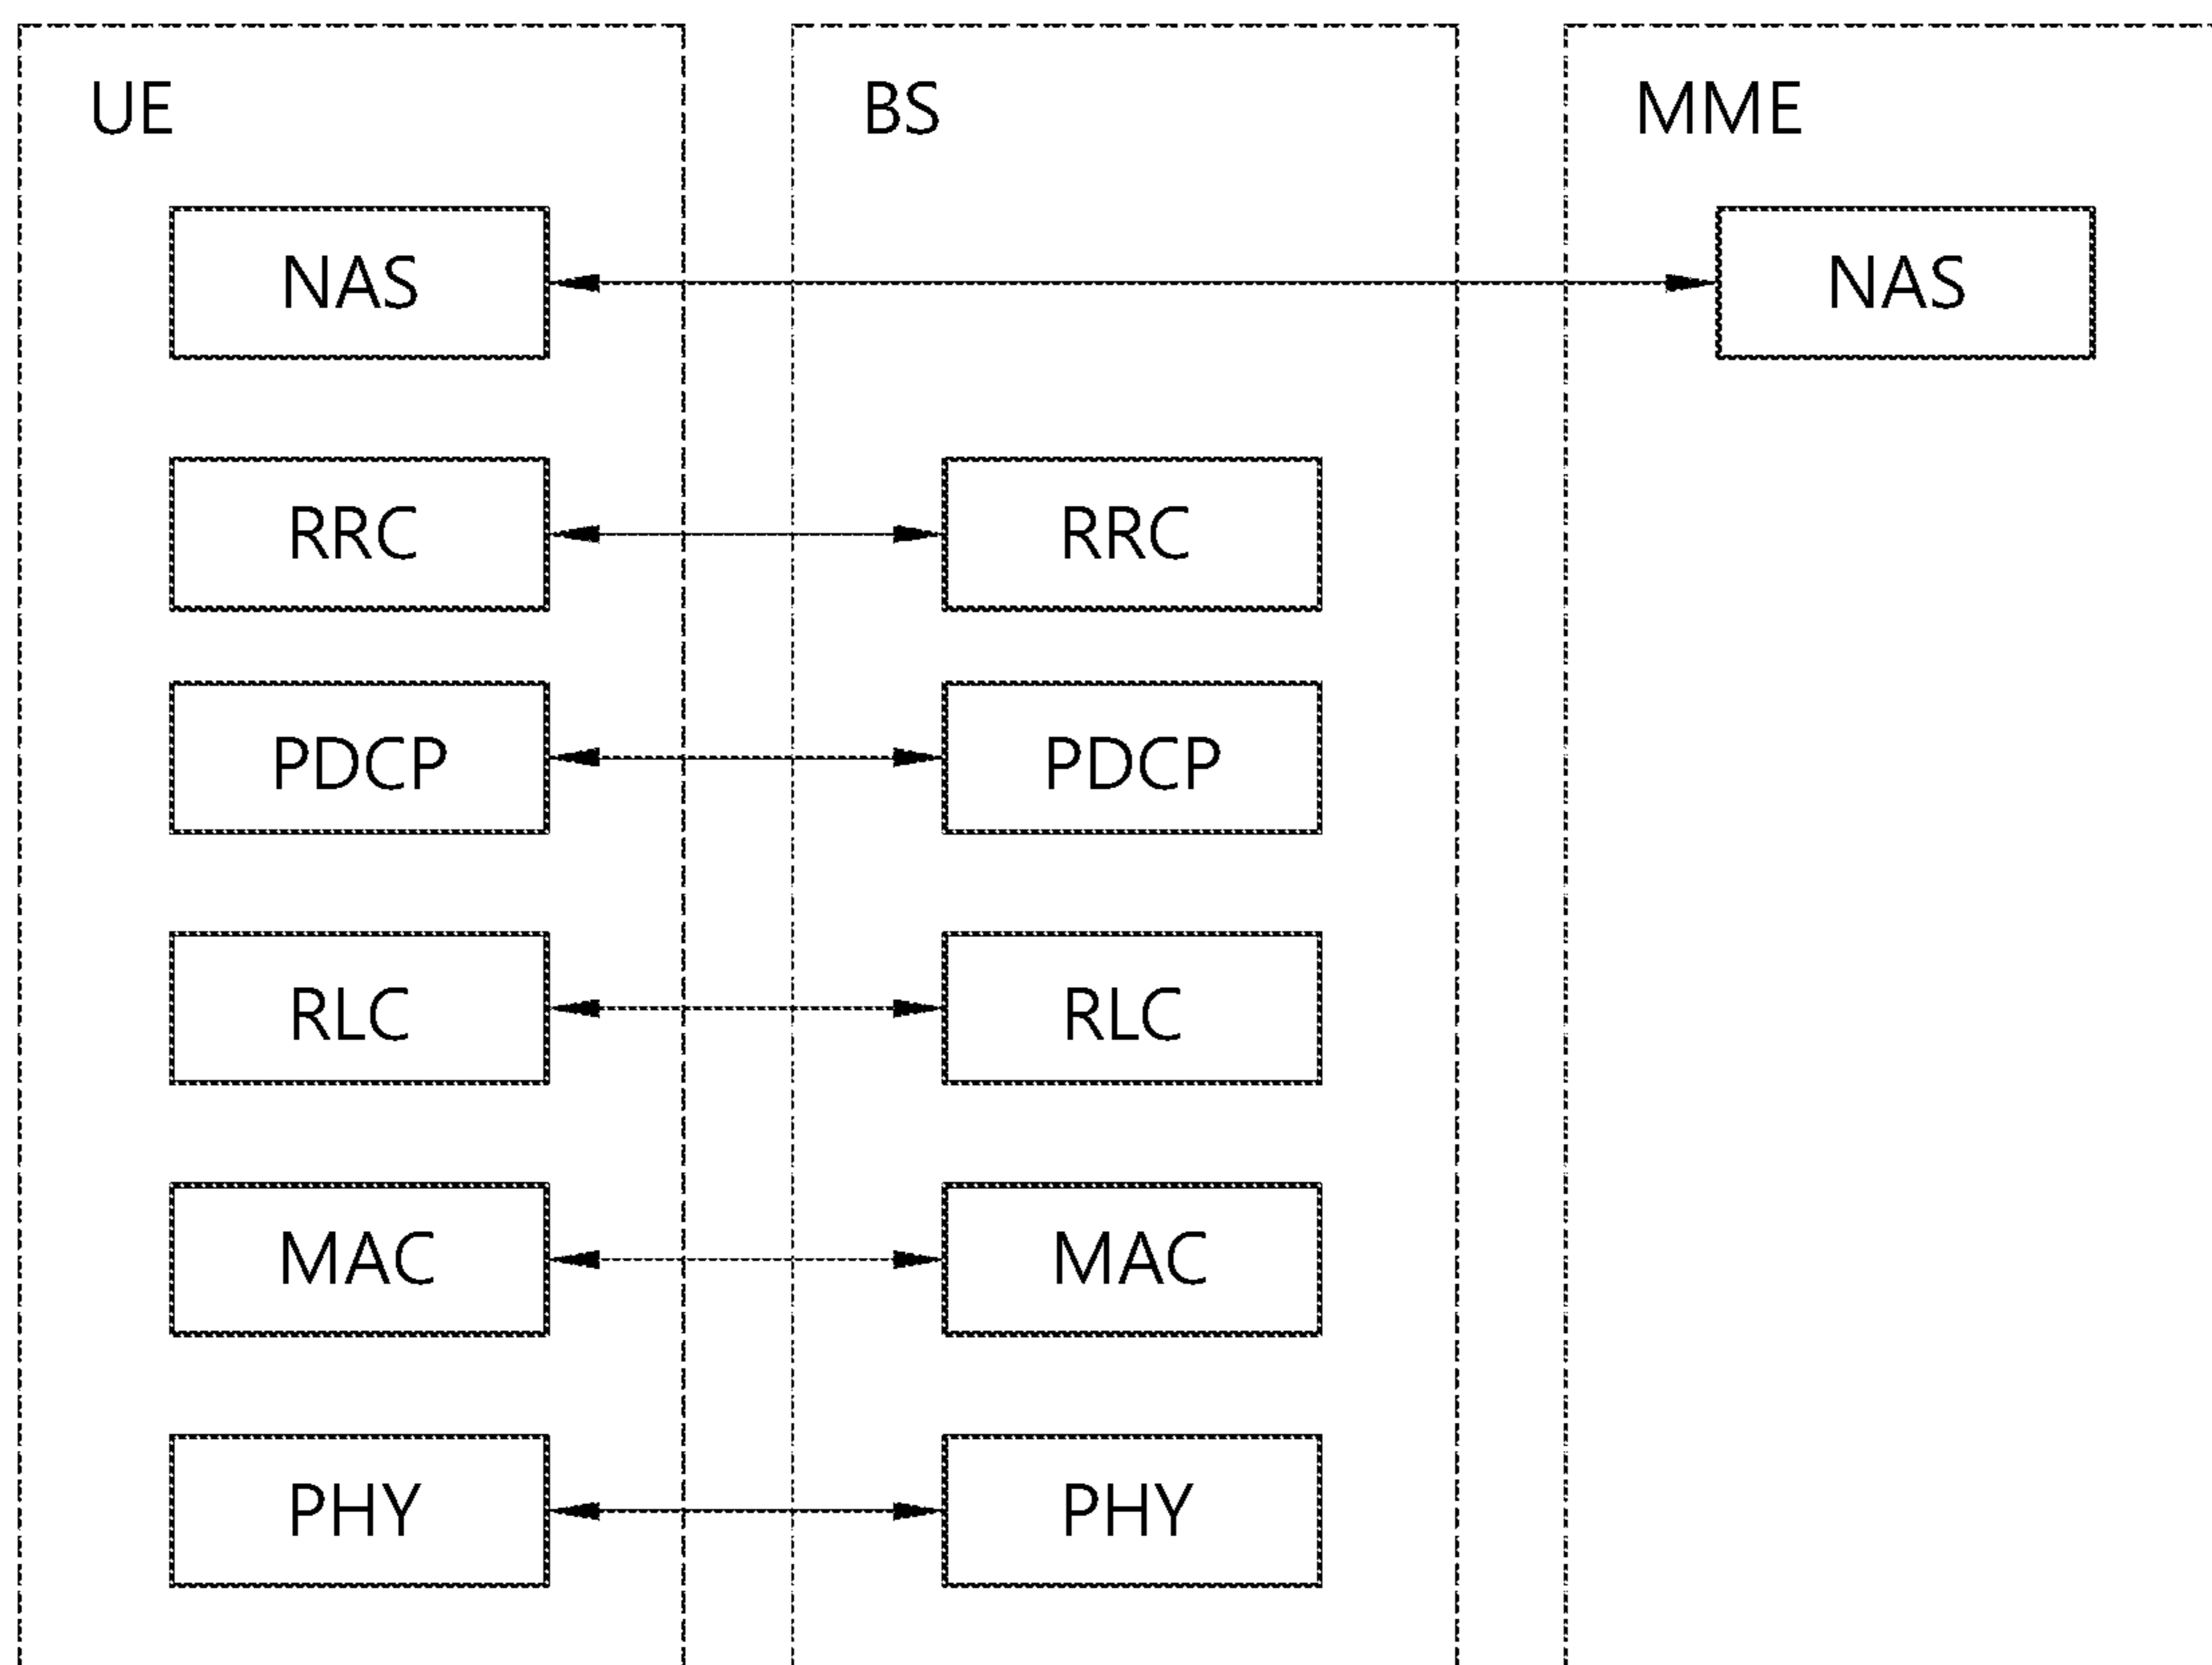 UE
BS
MME
NAS
NAS
RRC
RRC
PDCP
PDCP
RLC
RLC
MAC
MAC
PHY
PHY